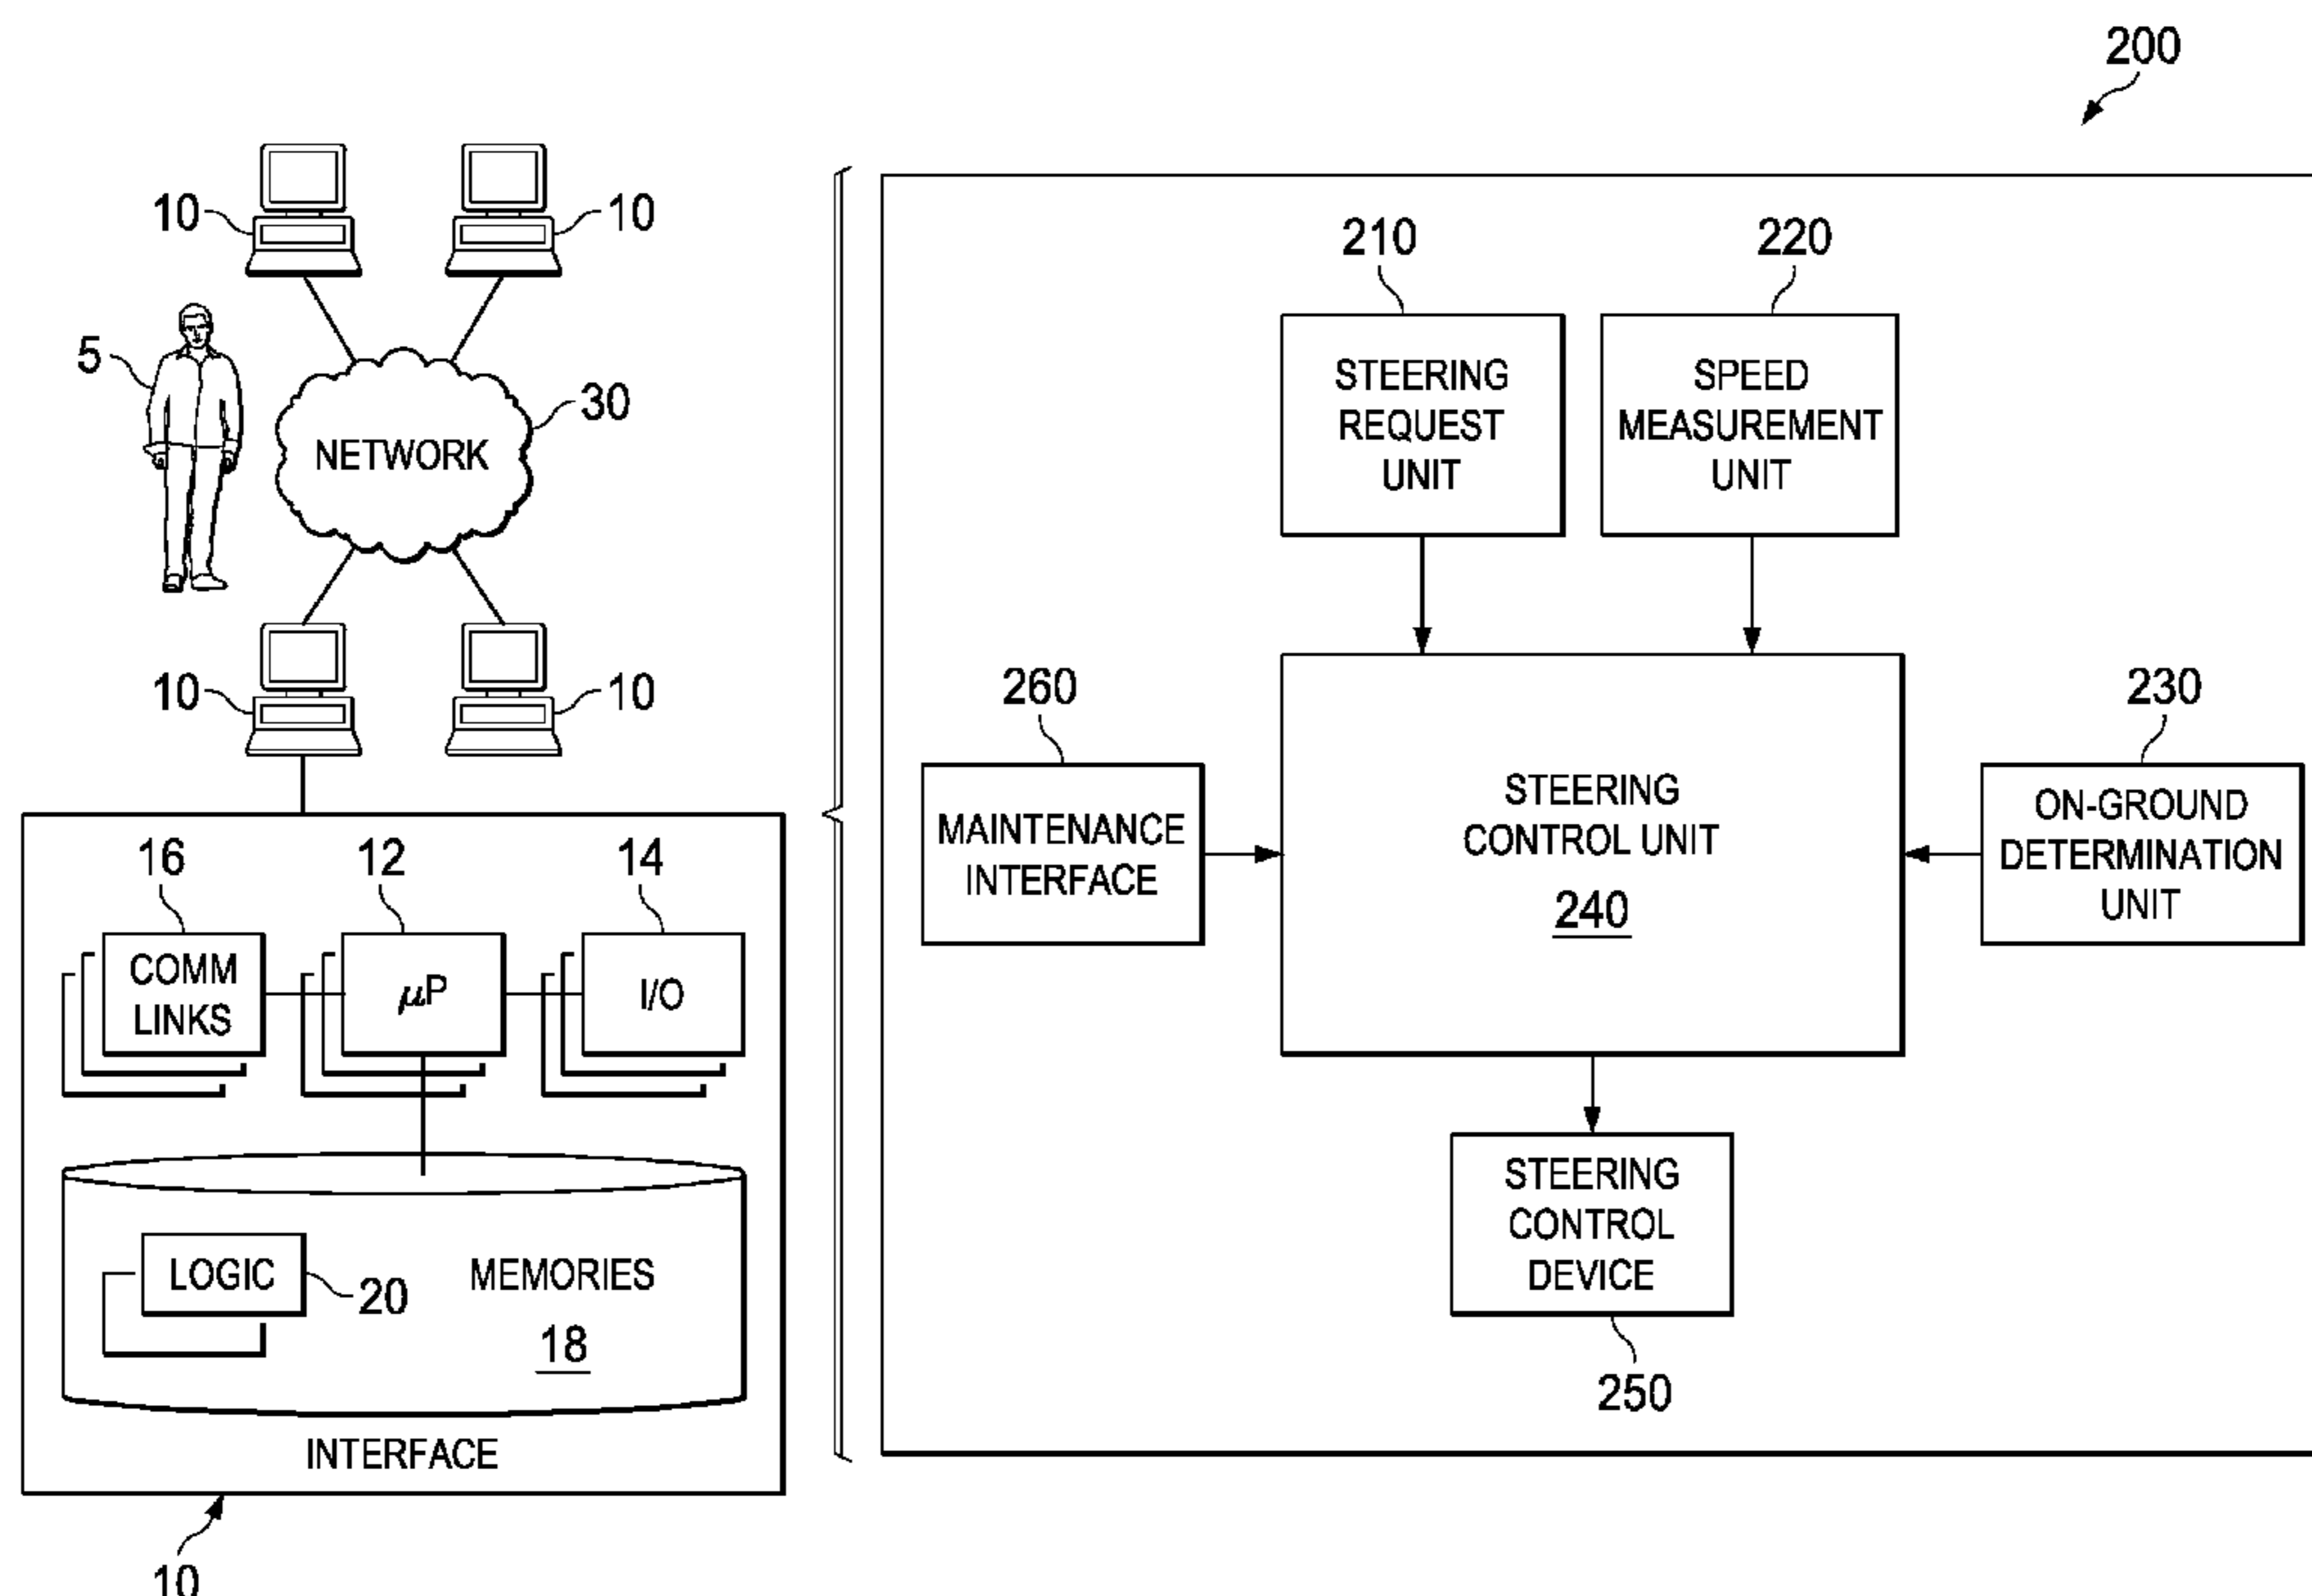 200
10
10
5
30
NETWORK
10
10
16
12
14
COMM
LINKS
μP
I/O
LOGIC
20
MEMORIES
18
INTERFACE
10
210
220
STEERING
REQUEST
UNIT
SPEED
MEASUREMENT
UNIT
260
230
MAINTENANCE
INTERFACE
STEERING
CONTROL UNIT
240
ON-GROUND
DETERMINATION
UNIT
STEERING
CONTROL
DEVICE
250